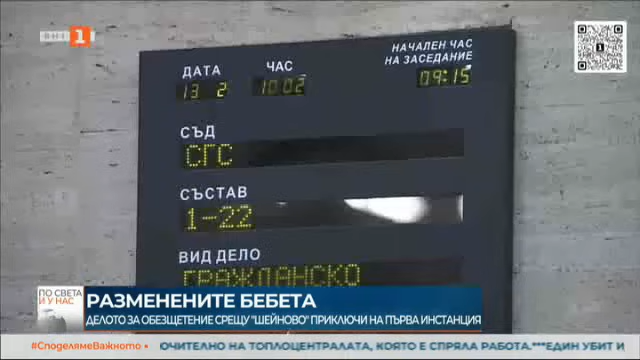 БНТ 1
ДАТА
ЧАС
НАЧАЛЕН ЧАС
НА ЗАСЕДАНИЕ
13 2
10 02
09:15
СЪД
СГС
СЪСТАВ
1-22
ВИД ДЕЛО
ГРАЖДАНСКО
ПО СВЕТА
И У НАС
РАЗМЕНЕНИТЕ БЕБЕТА
ДЕЛОТО ЗА ОБЕЗЩЕТЕНИЕ СРЕЩУ "ШЕЙНОВО" ПРИКЛЮЧИ НА ПЪРВА ИНСТАНЦИЯ
#СподелямеВажното • ОЧИТЕЛНО НА ТОПЛОЦЕНТРАЛАТА, КОЯТО Е СПРЯЛА РАБОТА.***ЕДИН УБИТ И